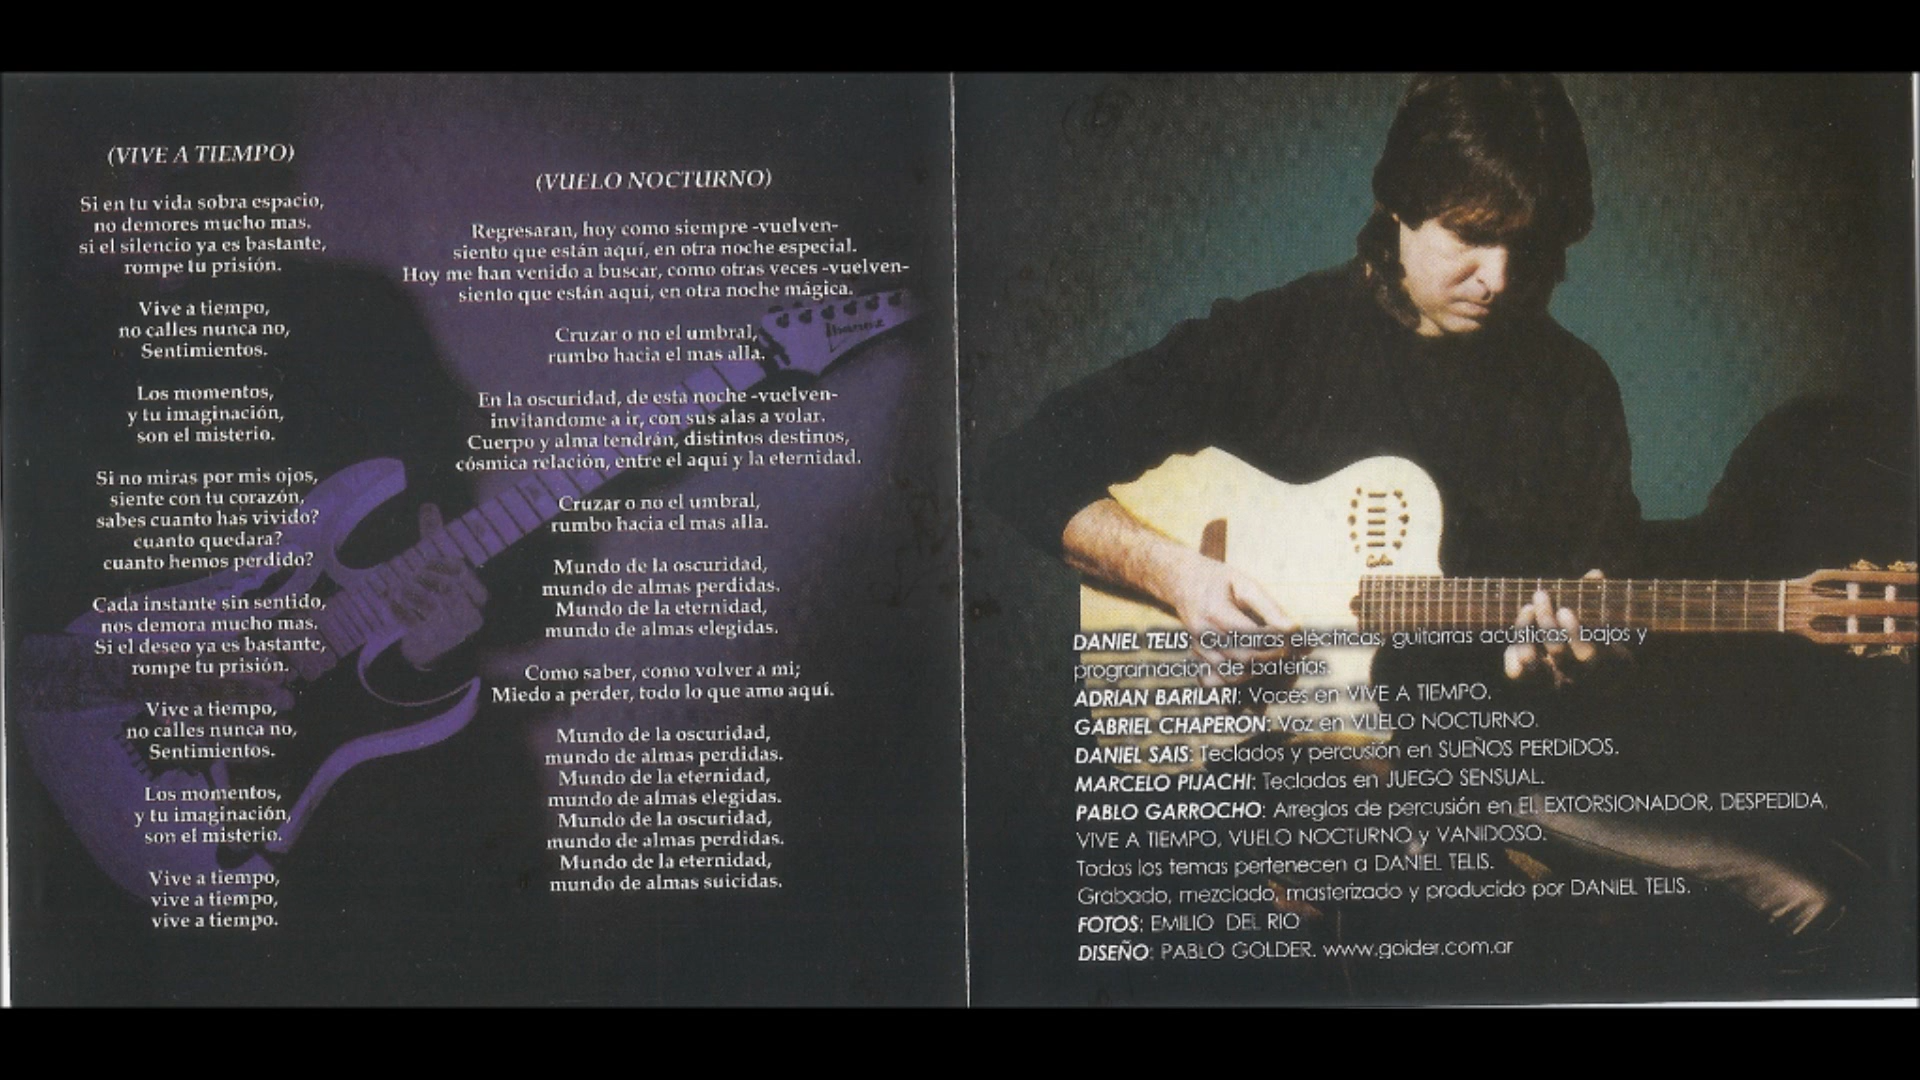 (VIVE A TIEMPO)
Si en tu vida sobra espacio,
no demores mucho mas.
si el silencio ya es bastante,
rompe tu prisión.
Vive a tiempo,
no calles nunca no,
Sentimientos.
Los momentos,
y tu imaginación,
son el misterio.
Si no miras por mis ojos,
siente con tu corazón,
sabes cuanto has vivido?
cuanto quedara?
cuanto hemos perdido?
Cada instante sin sentido,
nos demora mucho mas.
Si el deseo ya es bastante,
rompe tu prisión.
Vive a tiempo,
no calles nunca no,
Sentimientos.
Los momentos,
y tu imaginación,
son el misterio.
Vive a tiempo,
vive a tiempo,
vive a tiempo.
(VUELO NOCTURNO)
Regresaran, hoy como siempre -vuelven-
siento que están aquí, en otra noche especial.
Hoy me han venido a buscar, como otras veces -vuelven-
siento que están aquí, en otra noche mágica.
Cruzar o no el umbral,
rumbo hacia el mas alla.
En la oscuridad, de esta noche -vuelven-
invitandome a ir, con sus alas a volar.
Cuerpo y alma tendrán, distintos destinos,
cósmica relación, entre el aquí y la eternidad.
Cruzar o no el umbral,
rumbo hacia el mas alla.
Mundo de la oscuridad,
mundo de almas perdidas.
Mundo de la eternidad,
mundo de almas elegidas.
Como saber, como volver a mi;
Miedo a perder, todo lo que amo aquí.
Mundo de la oscuridad,
mundo de almas perdidas.
Mundo de la eternidad,
mundo de almas elegidas.
Mundo de la oscuridad,
mundo de almas perdidas.
Mundo de la eternidad,
mundo de almas suicidas.
Ibanez
Godin
DANIEL TELIS: Guitarras eléctricas, guitarras acústicas, bajos y
programación de baterías.
ADRIAN BARILARI: Voces en VIVE A TIEMPO.
GABRIEL CHAPERON: Voz en VUELO NOCTURNO.
DANIEL SAIS: Teclados y percusión en SUEÑOS PERDIDOS.
MARCELO PIJACHI: Teclados en JUEGO SENSUAL.
PABLO GARROCHO: Arreglos de percusión en EL EXTORSIONADOR, DESPEDIDA,
VIVE A TIEMPO, VUELO NOCTURNO y VANIDOSO.
Todos los temas pertenecen a DANIEL TELIS.
Grabado, mezclado, masterizado y producido por DANIEL TELIS.
FOTOS: EMILIO DEL RIO
DISEÑO: PABLO GOLDER. www.golder.com.ar